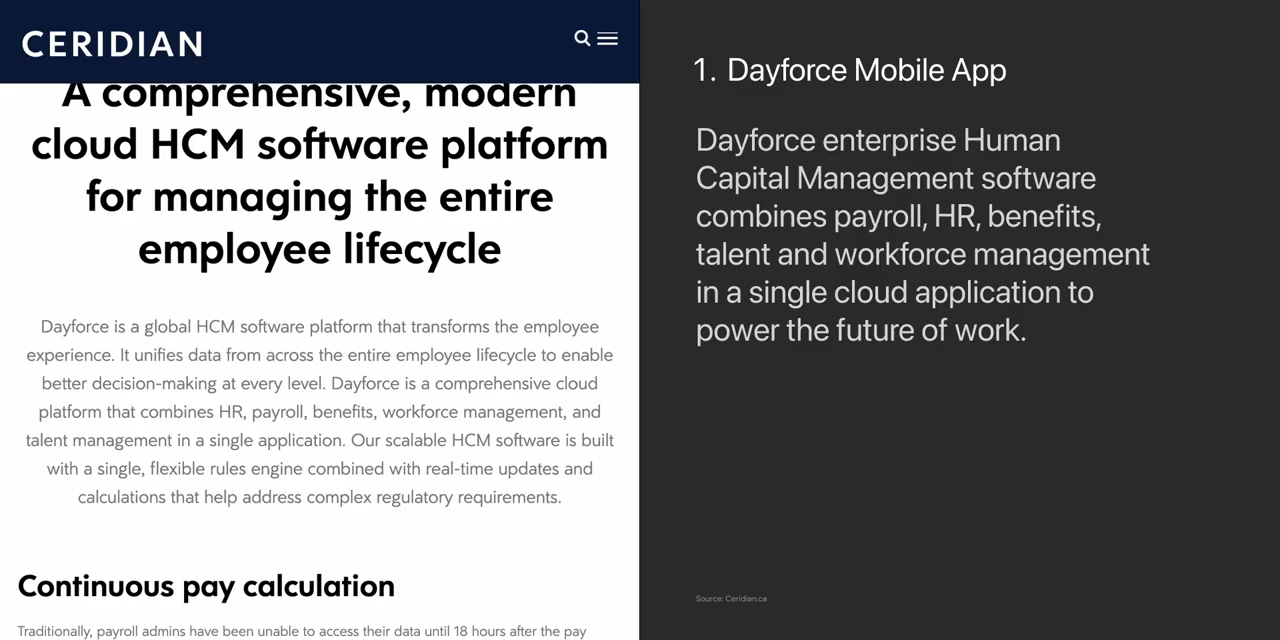 CERIDIAN
A comprehensive, modern
cloud HCM software platform
for managing the entire
employee lifecycle
Dayforce is a global HCM software platform that transforms the employee
experience. It unifies data from across the entire employee lifecycle to enable
better decision-making at every level. Dayforce is a comprehensive cloud
platform that combines HR, payroll, benefits, workforce management, and
talent management in a single application. Our scalable HCM software is built
with a single, flexible rules engine combined with real-time updates and
calculations that help address complex regulatory requirements.
Continuous pay calculation
Traditionally, payroll admins have been unable to access their data until 18 hours after the pay
1. Dayforce Mobile App
Dayforce enterprise Human
Capital Management software
combines payroll, HR, benefits,
talent and workforce management
in a single cloud application to
power the future of work.
Source: Ceridian.ca